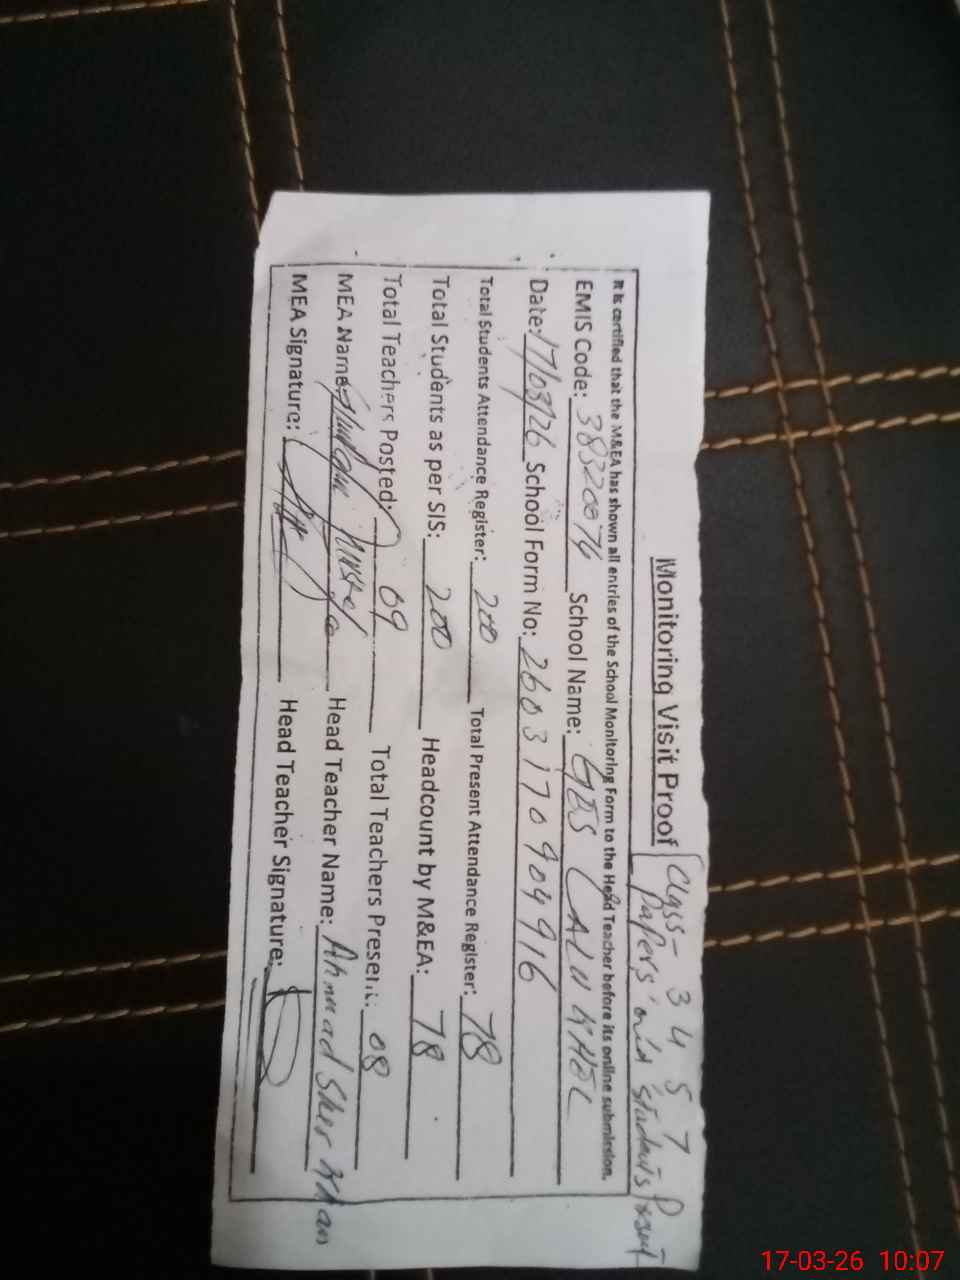 Monitoring Visit Proof
Class - 3 4 5 7
Papers and students Present
It is certified that the M&EA has shown all entries of the School Monitoring Form to the Head Teacher before its online submission.
EMIS Code: 38320076 School Name: GES
Date: 17/03/26 School Form No: 2603170904916
Total Students Attendance Register: 200 Total Present Attendance Register: 78
Total Students as per SIS: 200 Headcount by M&EA: 78
Total Teachers Posted: 09 Total Teachers Present: 08
MEA Name: Head Teacher Name: Ahmad Sher Khan
MEA Signature: Head Teacher Signature:
17-03-26 10:07